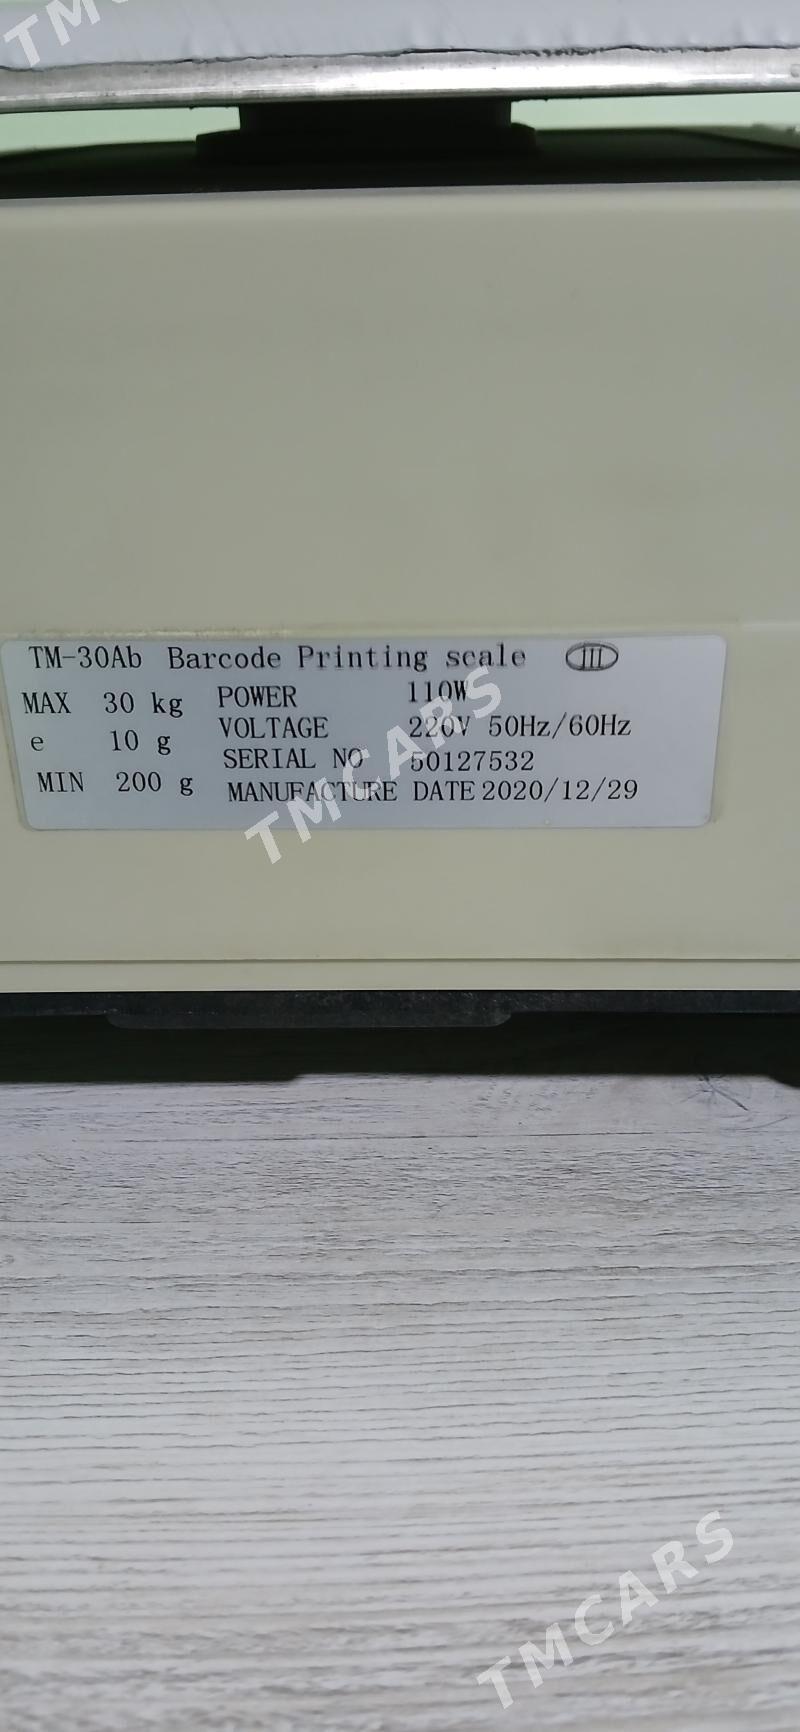 TMCARS
TM-30Ab Barcode Printing scale III
MAX 30 kg POWER 110W
e 10 g VOLTAGE 220V 50Hz/60Hz
SERIAL NO 50127532
MIN 200 g MANUFACTURE DATE 2020/12/29
TMCARS
TMCARS